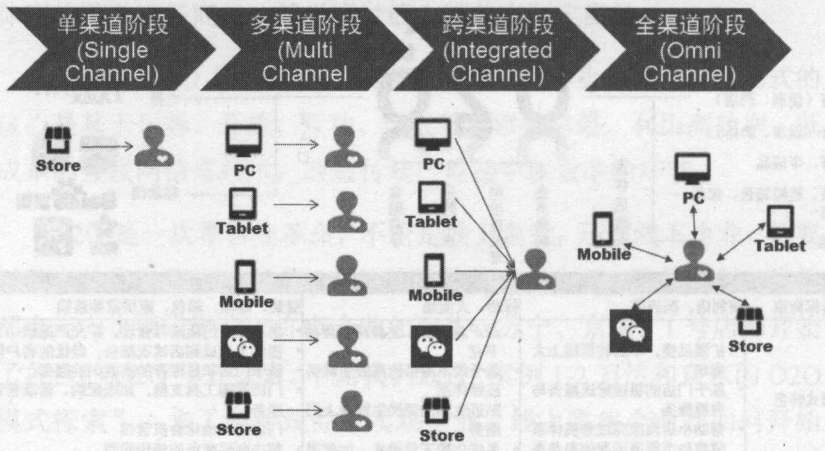 单渠道阶段
(Single
Channel)
多渠道阶段
(Multi
Channel
跨渠道阶段
(Integrated
Channel)
全渠道阶段
(Omni
Channel)
Store
PC
Tablet
Mobile
Store
PC
Tablet
Mobile
Store
PC
Mobile
Tablet
Store